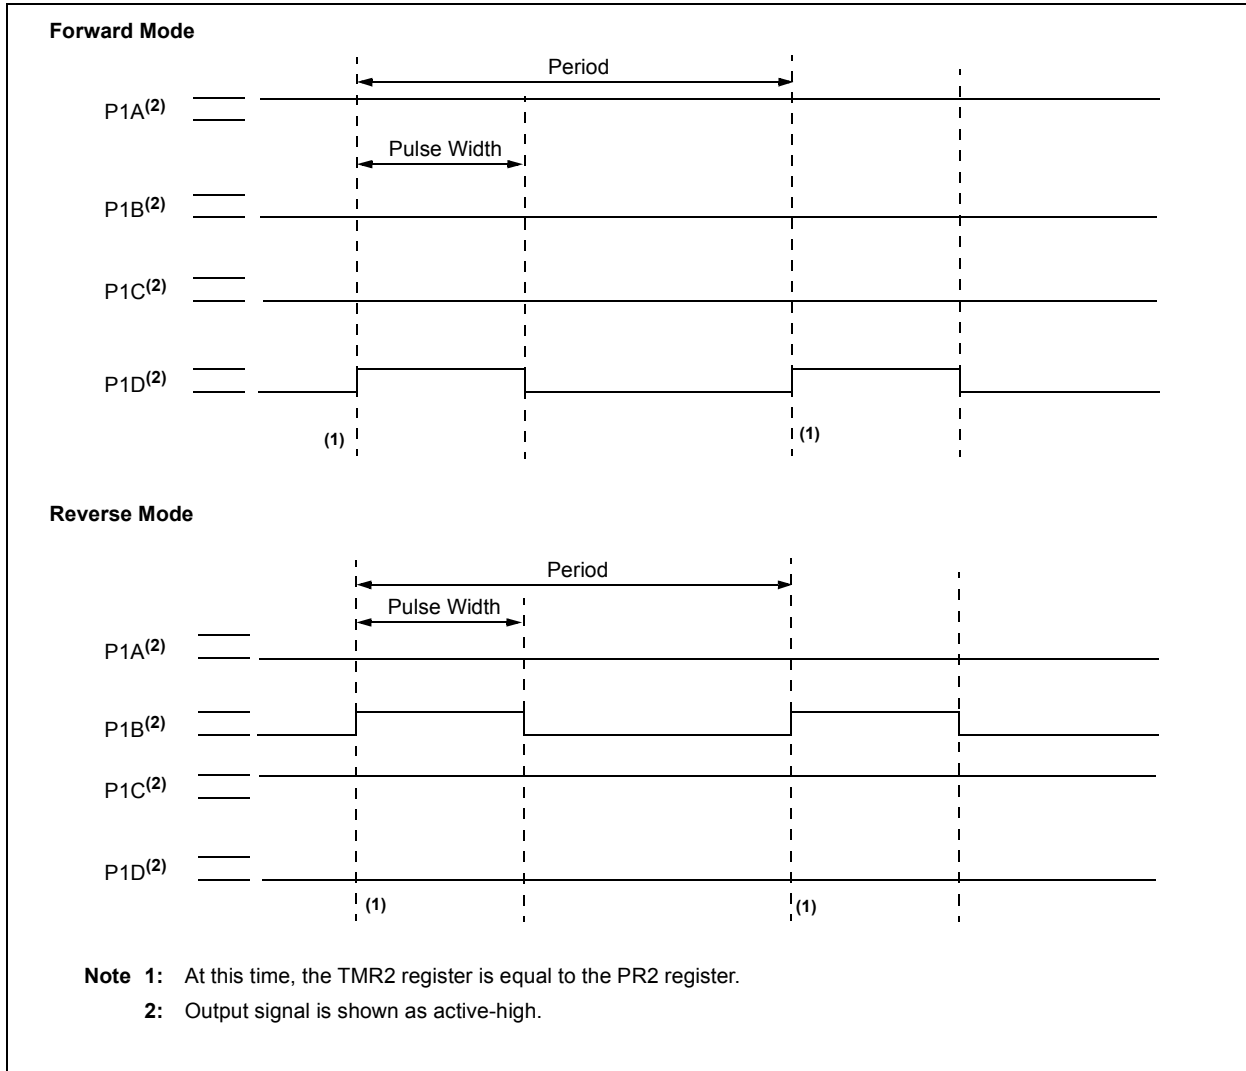 Forward Mode
Period
P1A(2)
Pulse Width
P1B(2)
P1C(2)
P1D(2)
(1)
(1)
Reverse Mode
Period
Pulse Width
P1A(2)
P1B(2)
P1C(2)
P1D(2)
(1)
(1)
Note 1: At this time, the TMR2 register is equal to the PR2 register.
2: Output signal is shown as active-high.